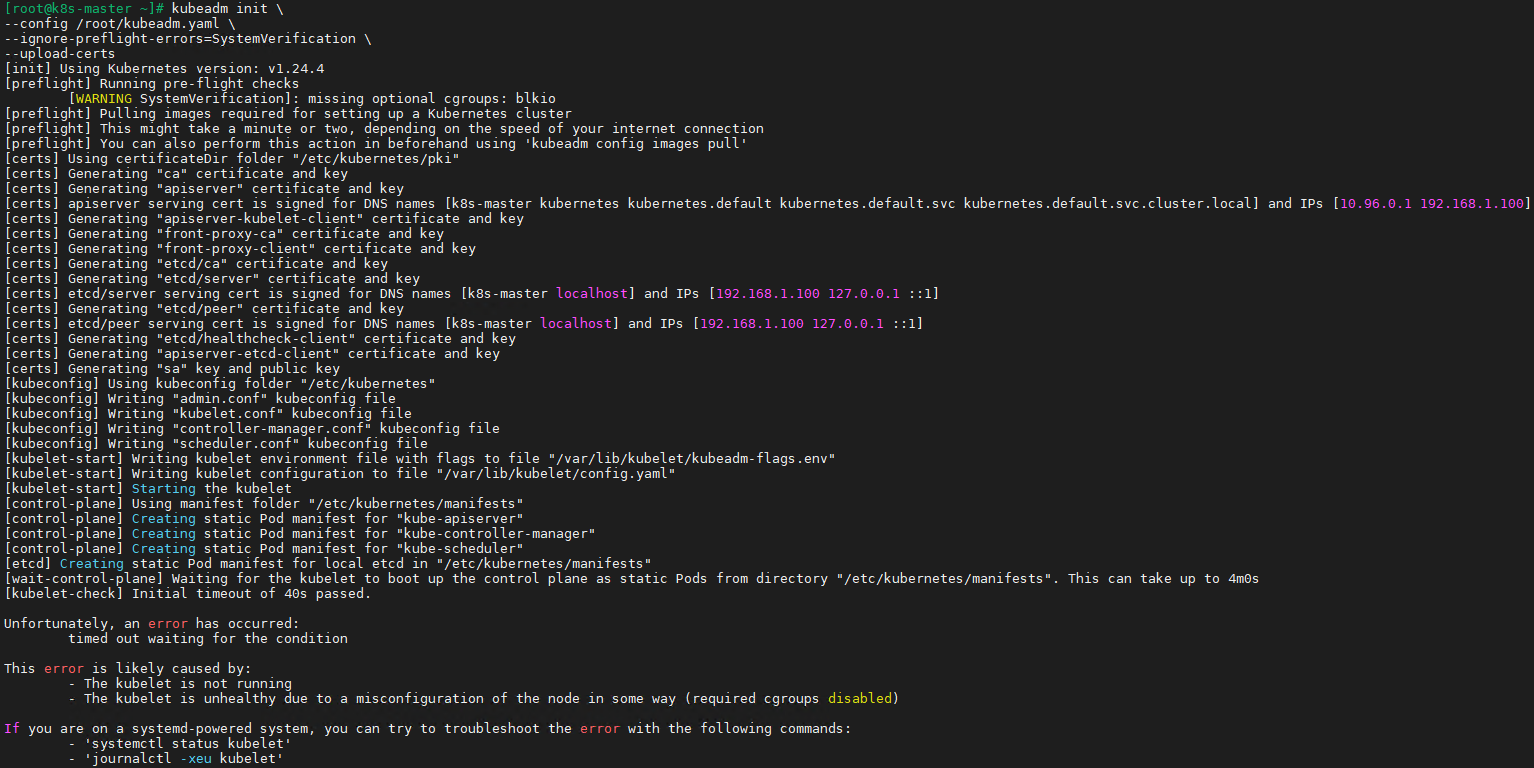 [root@k8s-master ~]# kubeadm init \
--config /root/kubeadm.yaml \
--ignore-preflight-errors=SystemVerification \
--upload-certs
[init] Using Kubernetes version: v1.24.4
[preflight] Running pre-flight checks
        [WARNING SystemVerification]: missing optional cgroups: blkio
[preflight] Pulling images required for setting up a Kubernetes cluster
[preflight] This might take a minute or two, depending on the speed of your internet connection
[preflight] You can also perform this action in beforehand using 'kubeadm config images pull'
[certs] Using certificateDir folder "/etc/kubernetes/pki"
[certs] Generating "ca" certificate and key
[certs] Generating "apiserver" certificate and key
[certs] apiserver serving cert is signed for DNS names [k8s-master kubernetes kubernetes.default kubernetes.default.svc kubernetes.default.svc.cluster.local] and IPs [10.96.0.1 192.168.1.100]
[certs] Generating "apiserver-kubelet-client" certificate and key
[certs] Generating "front-proxy-ca" certificate and key
[certs] Generating "front-proxy-client" certificate and key
[certs] Generating "etcd/ca" certificate and key
[certs] Generating "etcd/server" certificate and key
[certs] etcd/server serving cert is signed for DNS names [k8s-master localhost] and IPs [192.168.1.100 127.0.0.1 ::1]
[certs] Generating "etcd/peer" certificate and key
[certs] etcd/peer serving cert is signed for DNS names [k8s-master localhost] and IPs [192.168.1.100 127.0.0.1 ::1]
[certs] Generating "etcd/healthcheck-client" certificate and key
[certs] Generating "apiserver-etcd-client" certificate and key
[certs] Generating "sa" key and public key
[kubeconfig] Using kubeconfig folder "/etc/kubernetes"
[kubeconfig] Writing "admin.conf" kubeconfig file
[kubeconfig] Writing "kubelet.conf" kubeconfig file
[kubeconfig] Writing "controller-manager.conf" kubeconfig file
[kubeconfig] Writing "scheduler.conf" kubeconfig file
[kubelet-start] Writing kubelet environment file with flags to file "/var/lib/kubelet/kubeadm-flags.env"
[kubelet-start] Writing kubelet configuration to file "/var/lib/kubelet/config.yaml"
[kubelet-start] Starting the kubelet
[control-plane] Using manifest folder "/etc/kubernetes/manifests"
[control-plane] Creating static Pod manifest for "kube-apiserver"
[control-plane] Creating static Pod manifest for "kube-controller-manager"
[control-plane] Creating static Pod manifest for "kube-scheduler"
[etcd] Creating static Pod manifest for local etcd in "/etc/kubernetes/manifests"
[wait-control-plane] Waiting for the kubelet to boot up the control plane as static Pods from directory "/etc/kubernetes/manifests". This can take up to 4m0s
[kubelet-check] Initial timeout of 40s passed.

Unfortunately, an error has occurred:
        timed out waiting for the condition

This error is likely caused by:
        - The kubelet is not running
        - The kubelet is unhealthy due to a misconfiguration of the node in some way (required cgroups disabled)

If you are on a systemd-powered system, you can try to troubleshoot the error with the following commands:
        - 'systemctl status kubelet'
        - 'journalctl -xeu kubelet'